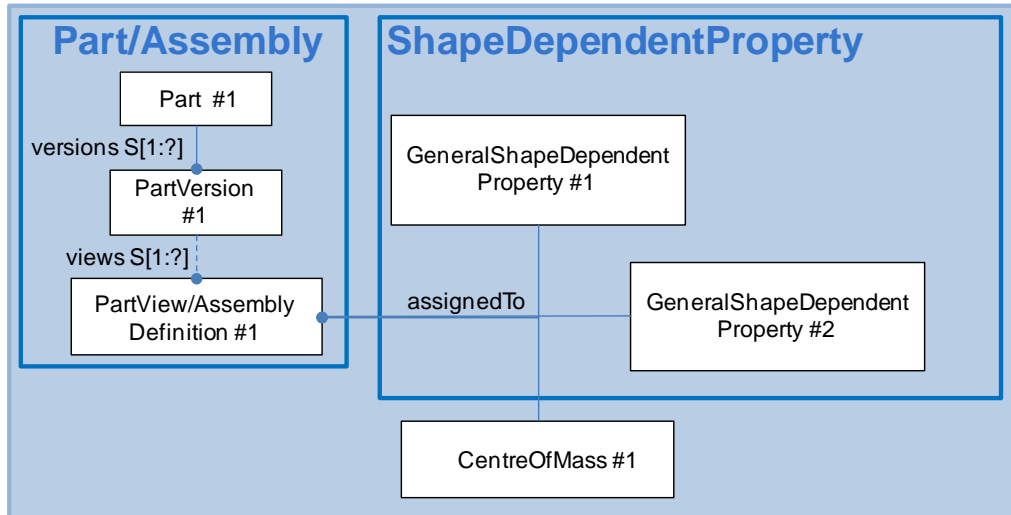 Part/Assembly
ShapeDependentProperty
Part #1
versions S[1:?]
PartVersion
#1
views S[1:?]
PartView/Assembly
Definition #1
GeneralShapeDependent
Property #1
assignedTo
GeneralShapeDependent
Property #2
CentreOfMass #1